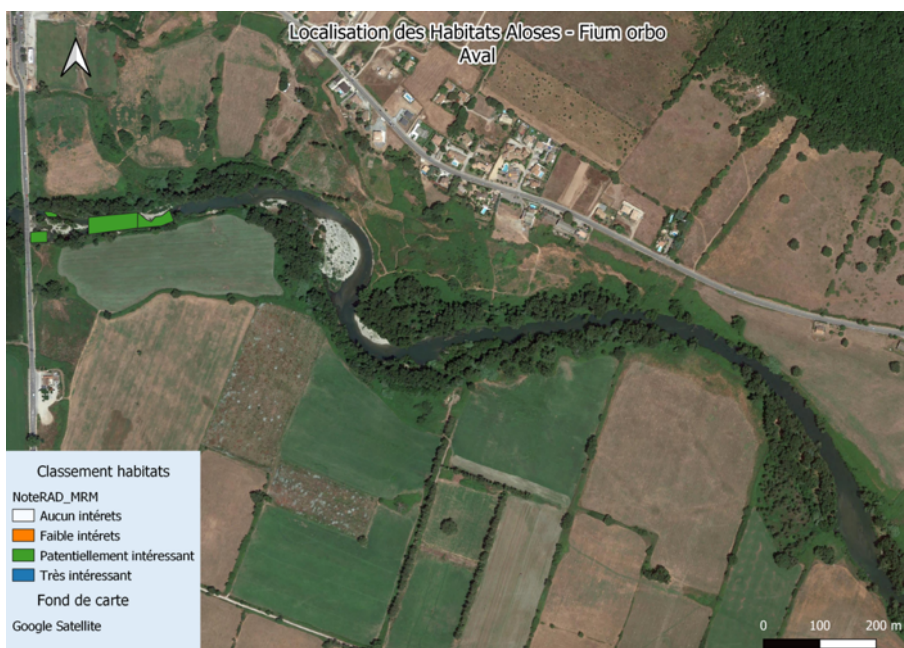 Localisation des Habitats Aloses - Fium orbo
Aval
Classement habitats
NoteRAD_MRM
Aucun intérets
Faible intérets
Patentiellement intéressant
Très intéressant
Fond de carte
Google Satellite
0 100 200 m